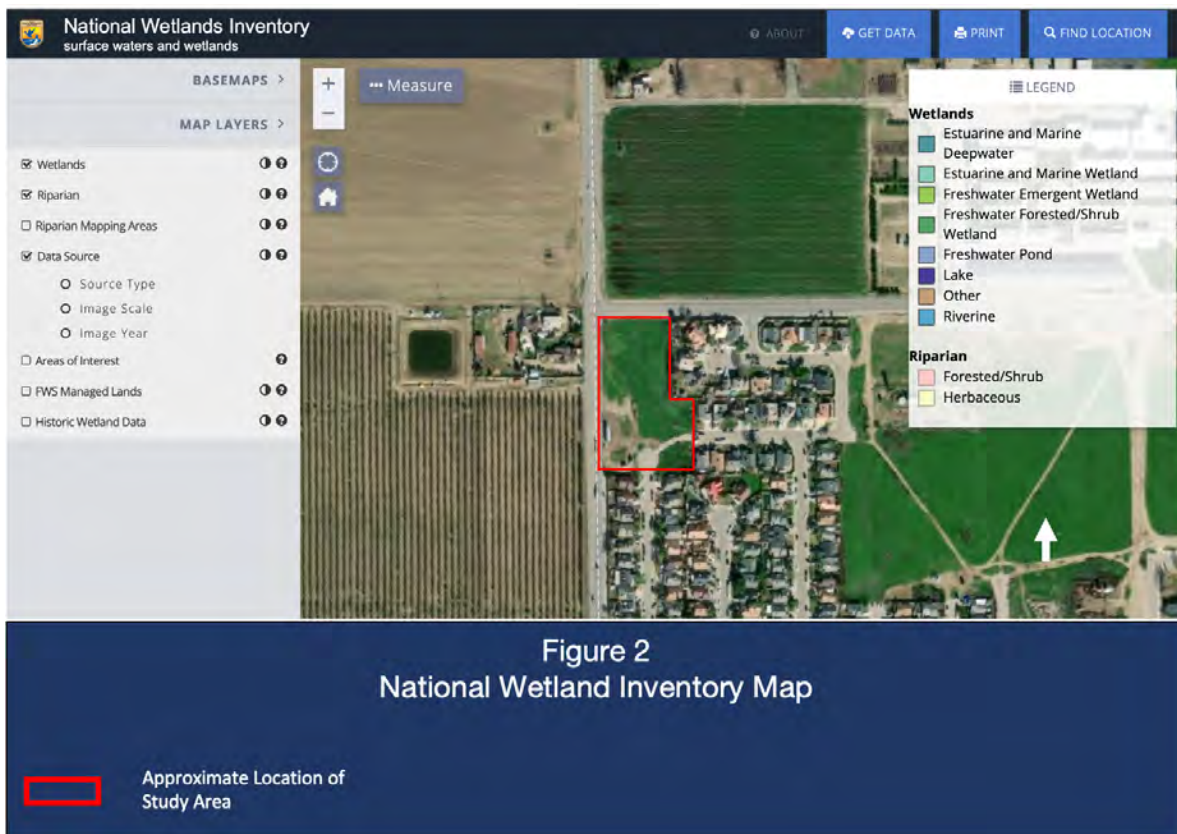 National Wetlands Inventory
surface waters and wetlands
ABOUT
GET DATA
PRINT
FIND LOCATION
BASEMAPS >
MAP LAYERS >
Wetlands
Riparian
Riparian Mapping Areas
Data Source
Source Type
Image Scale
Image Year
Areas of Interest
FWS Managed Lands
Historic Wetland Data
+
−
Measure
LEGEND
Wetlands
Estuarine and Marine
Deepwater
Estuarine and Marine Wetland
Freshwater Emergent Wetland
Freshwater Forested/Shrub
Wetland
Freshwater Pond
Lake
Other
Riverine
Riparian
Forested/Shrub
Herbaceous
Figure 2
National Wetland Inventory Map
Approximate Location of
Study Area